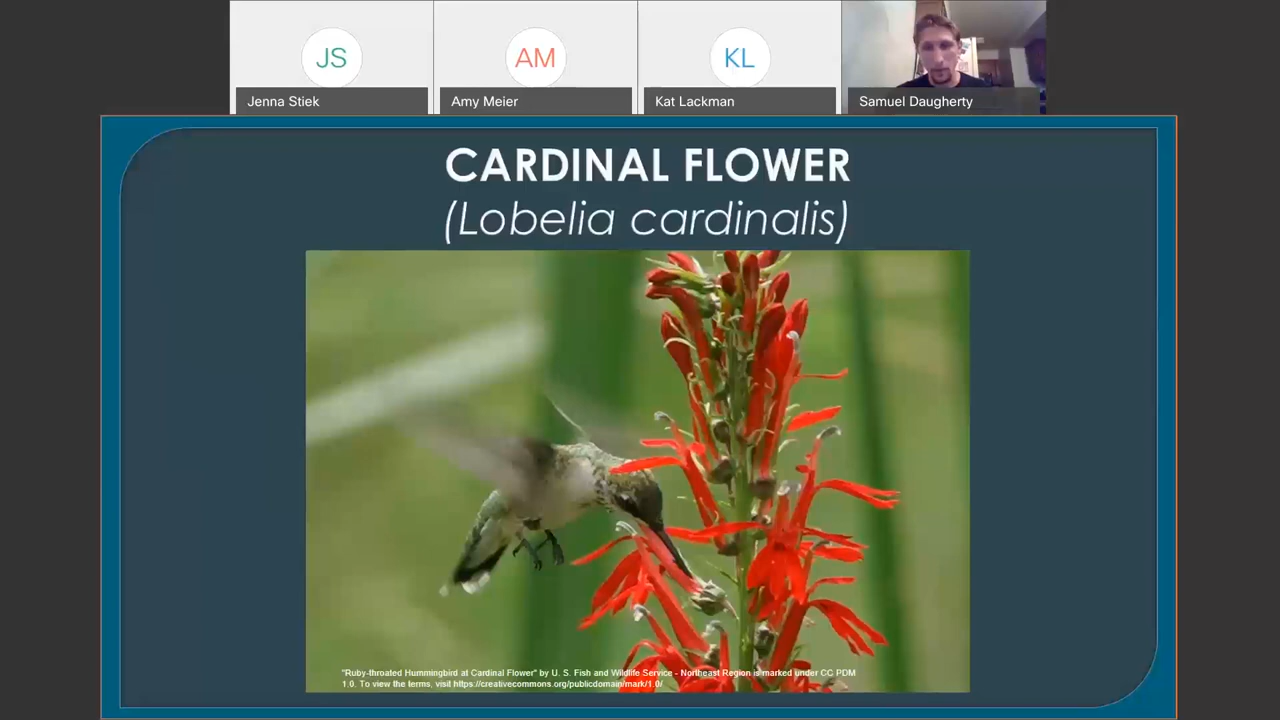 JS
AM
KL
Jenna Stiek
Amy Meier
Kat Lackman
Samuel Daugherty
CARDINAL FLOWER
(Lobelia cardinalis)
"Ruby-throated Hummingbird at Cardinal Flower" by U. S. Fish and Wildlife Service - Northeast Region is marked under CC PDM
1.0. To view the terms, visit https://creativecommons.org/publicdomain/mark/1.0/